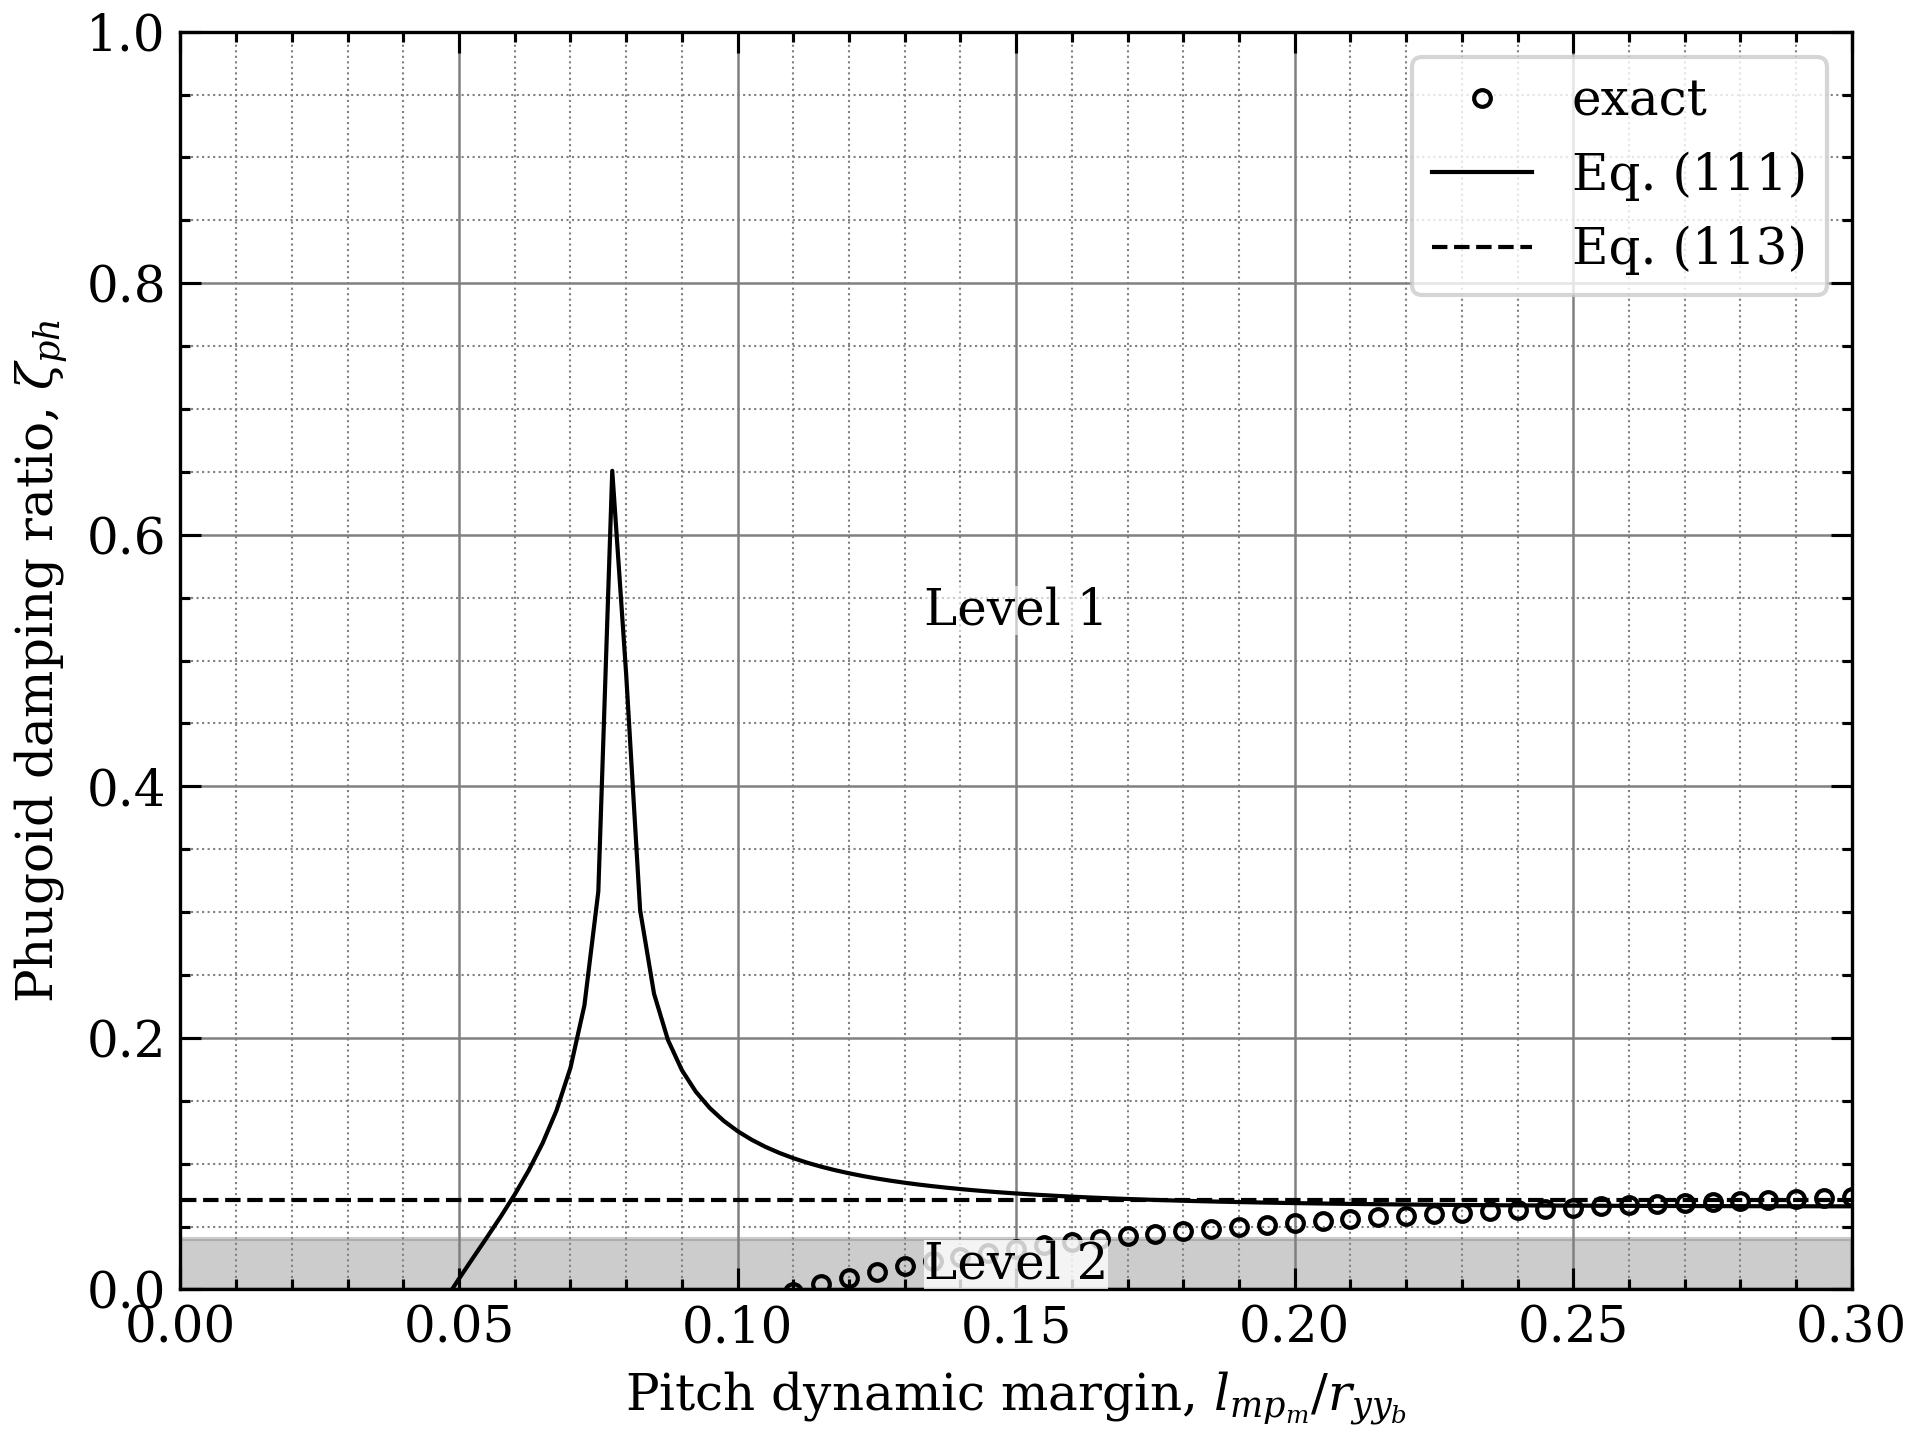 1.0
0.8
0.6
0.4
0.2
0.0
Phugoid damping ratio, ζph
exact
Eq. (111)
Eq. (113)
Level 1
Level 2
0.00 0.05 0.10 0.15 0.20 0.25 0.30
Pitch dynamic margin, lmpm/ryyb